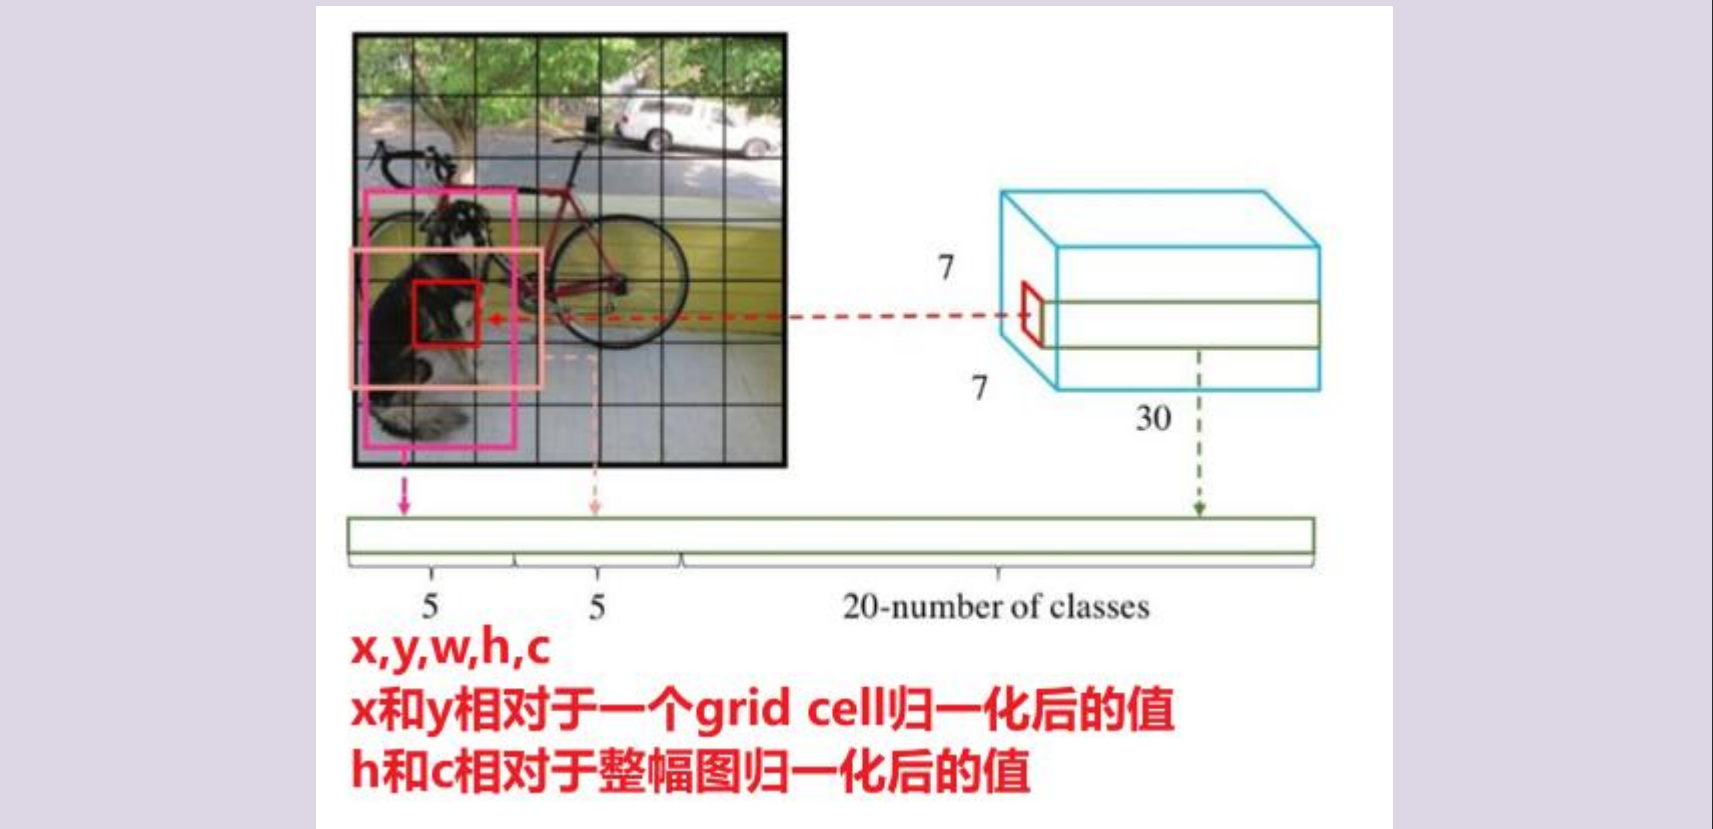 7
7
30
5
5
20-number of classes
x,y,w,h,c
x和y相对于一个grid cell归一化后的值
h和c相对于整幅图归一化后的值